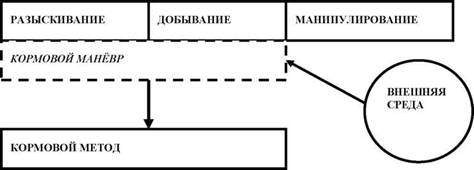 РАЗЫСКИВАНИЕ ДОБЫВАНИЕ МАНИПУЛИРОВАНИЕ
КОРМОВОЙ МАНЁВР
ВНЕШНЯЯ
СРЕДА
КОРМОВОЙ МЕТОД